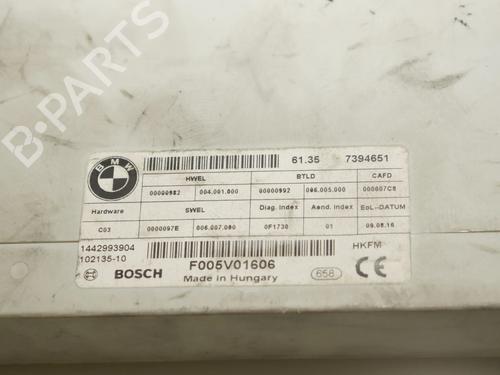 B-PARTS
BMW
61.35 7394651
HWEL BTLD CAFD
00000982 004.001.000 00000992 006.005.000 000007C8
Hardware SWEL Diag. Index Aend. Index EoL-DATUM
C03 0000097E 006.007.080 0F1730 01 09.08.16
1442993904
102135-10
HKFM
BOSCH F005V01606 658 CE
Made in Hungary